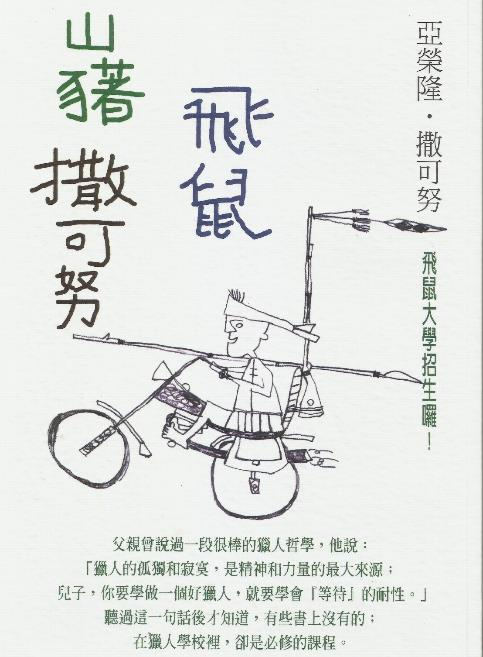 山豬
飛鼠
撒可努
亞榮隆・撒可努
飛鼠大學招生囉！
父親曾說過一段很棒的獵人哲學，他說：
「獵人的孤獨和寂寞，是精神和力量的最大來源；
兒子，你要學做一個好獵人，就要學會『等待』的耐性。」
聽過這一句話後才知道，有些書上沒有的；
在獵人學校裡，卻是必修的課程。